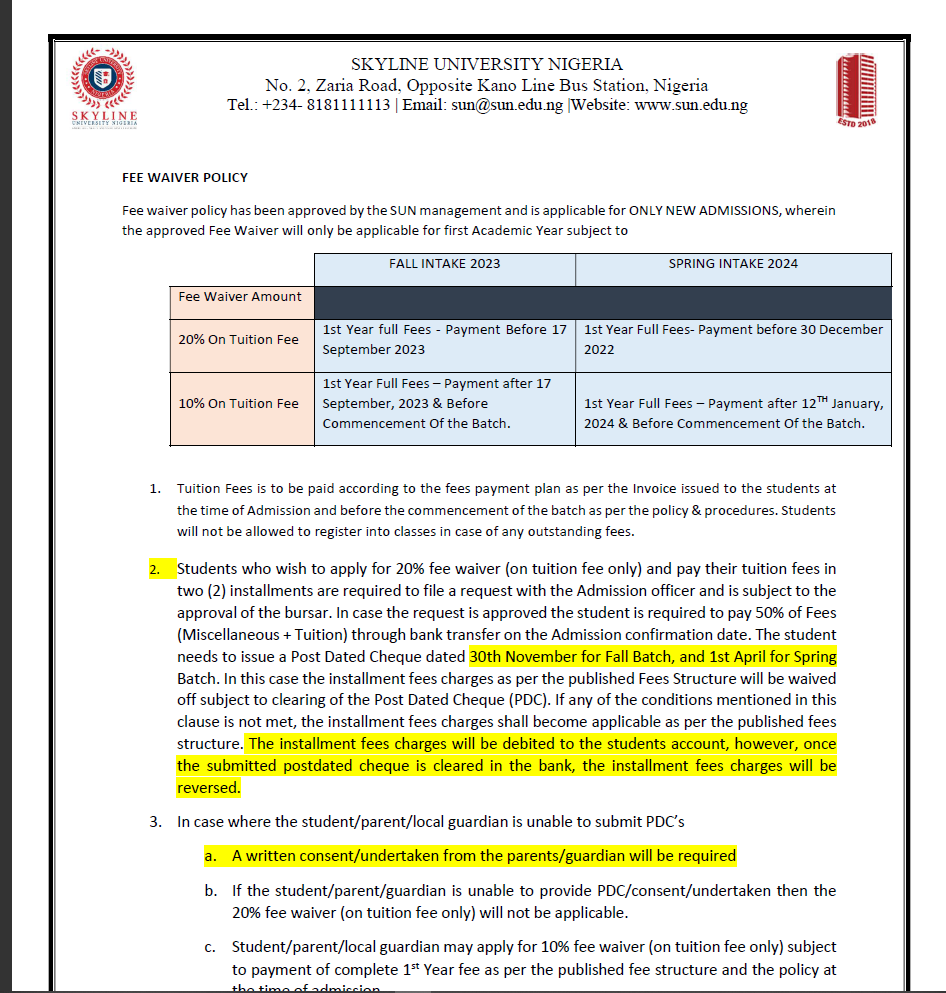 SKYLINE UNIVERSITY NIGERIA
No. 2, Zaria Road, Opposite Kano Line Bus Station, Nigeria
Tel.: +234- 8181111113 | Email: sun@sun.edu.ng |Website: www.sun.edu.ng
SKYLINE
UNIVERSITY NIGERIA
ESTD 2018
FEE WAIVER POLICY
Fee waiver policy has been approved by the SUN management and is applicable for ONLY NEW ADMISSIONS, wherein
the approved Fee Waiver will only be applicable for first Academic Year subject to
FALL INTAKE 2023
SPRING INTAKE 2024
Fee Waiver Amount
20% On Tuition Fee
1st Year full Fees - Payment Before 17
September 2023
1st Year Full Fees- Payment before 30 December
2022
10% On Tuition Fee
1st Year Full Fees – Payment after 17
September, 2023 & Before
Commencement Of the Batch.
1st Year Full Fees – Payment after 12TH January,
2024 & Before Commencement Of the Batch.
1. Tuition Fees is to be paid according to the fees payment plan as per the Invoice issued to the students at
the time of Admission and before the commencement of the batch as per the policy & procedures. Students
will not be allowed to register into classes in case of any outstanding fees.
2. Students who wish to apply for 20% fee waiver (on tuition fee only) and pay their tuition fees in
two (2) installments are required to file a request with the Admission officer and is subject to the
approval of the bursar. In case the request is approved the student is required to pay 50% of Fees
(Miscellaneous + Tuition) through bank transfer on the Admission confirmation date. The student
needs to issue a Post Dated Cheque dated 30th November for Fall Batch, and 1st April for Spring
Batch. In this case the installment fees charges as per the published Fees Structure will be waived
off subject to clearing of the Post Dated Cheque (PDC). If any of the conditions mentioned in this
clause is not met, the installment fees charges shall become applicable as per the published fees
structure. The installment fees charges will be debited to the students account, however, once
the submitted postdated cheque is cleared in the bank, the installment fees charges will be
reversed.
3. In case where the student/parent/local guardian is unable to submit PDC’s
a. A written consent/undertaken from the parents/guardian will be required
b. If the student/parent/guardian is unable to provide PDC/consent/undertaken then the
20% fee waiver (on tuition fee only) will not be applicable.
c. Student/parent/local guardian may apply for 10% fee waiver (on tuition fee only) subject
to payment of complete 1st Year fee as per the published fee structure and the policy at
the time of admission